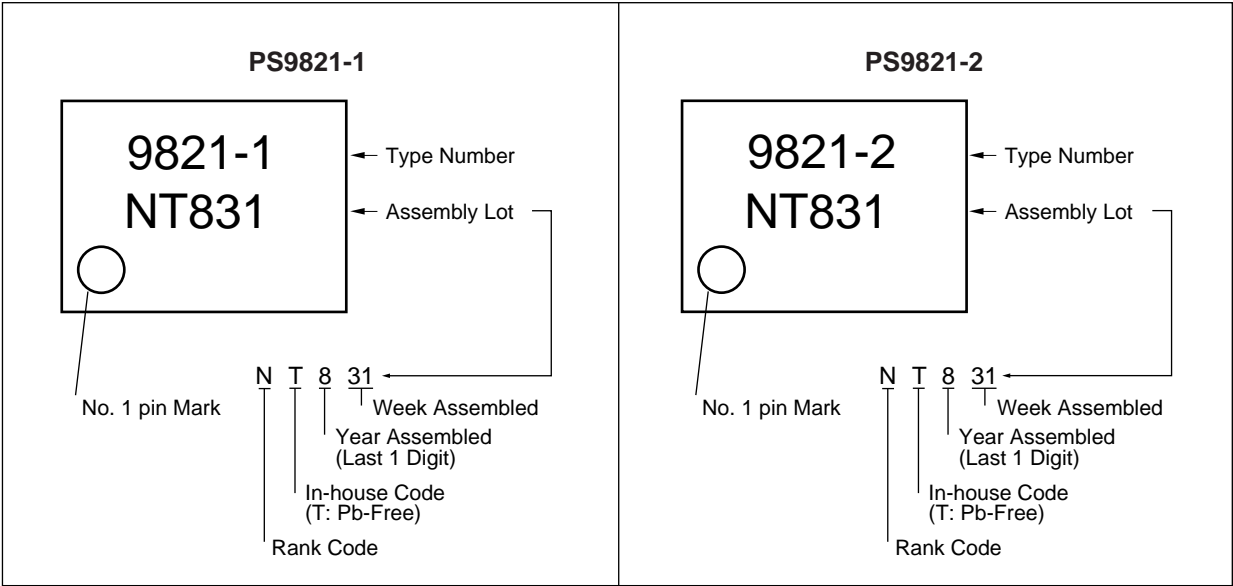 PS9821-1
9821-1
NT831
Type Number
Assembly Lot
No. 1 pin Mark
N T 8 31
Week Assembled
Year Assembled
(Last 1 Digit)
In-house Code
(T: Pb-Free)
Rank Code
PS9821-2
9821-2
NT831
Type Number
Assembly Lot
No. 1 pin Mark
N T 8 31
Week Assembled
Year Assembled
(Last 1 Digit)
In-house Code
(T: Pb-Free)
Rank Code